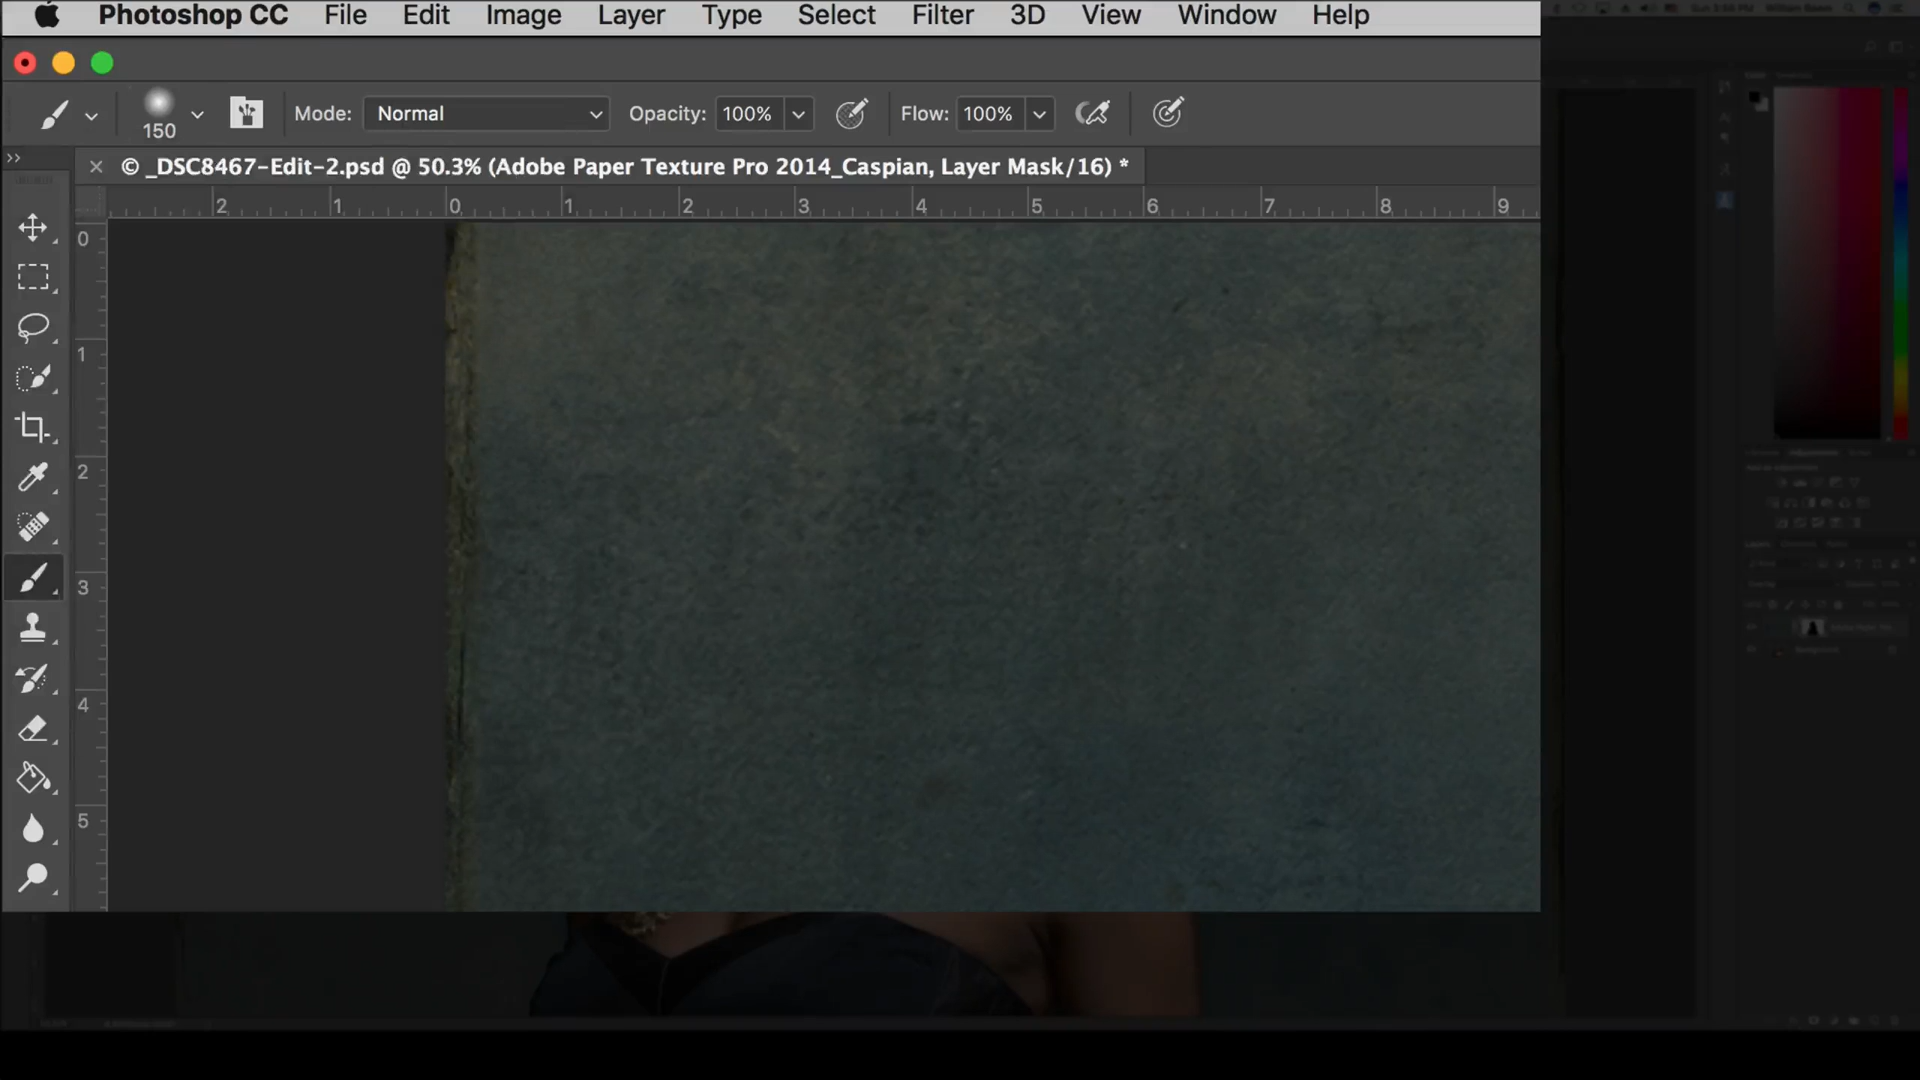 Photoshop CC File Edit Image Layer Type Select Filter 3D View Window Help
150 Mode: Normal Opacity: 100% Flow: 100%
© _DSC8467-Edit-2.psd @ 50.3% (Adobe Paper Texture Pro 2014_Caspian, Layer Mask/16) *
2 1 0 1 2 3 4 5 6 7 8 9
0
1
2
3
4
5